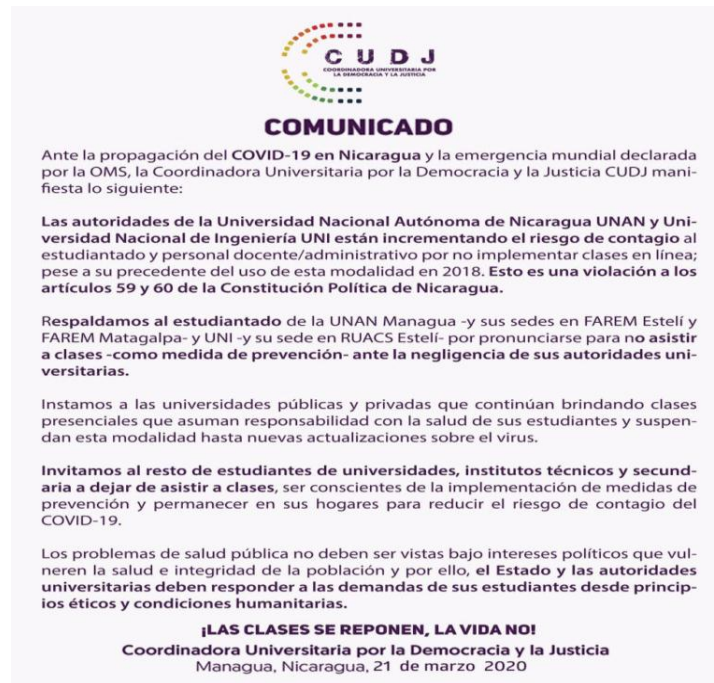 CUDJ
COORDINADORA UNIVERSITARIA POR
LA DEMOCRACIA Y LA JUSTICIA
COMUNICADO
Ante la propagación del COVID-19 en Nicaragua y la emergencia mundial declarada
por la OMS, la Coordinadora Universitaria por la Democracia y la Justicia CUDJ mani-
fiesta lo siguiente:
Las autoridades de la Universidad Nacional Autónoma de Nicaragua UNAN y Uni-
versidad Nacional de Ingeniería UNI están incrementando el riesgo de contagio al
estudiantado y personal docente/administrativo por no implementar clases en línea;
pese a su precedente del uso de esta modalidad en 2018. Esto es una violación a los
artículos 59 y 60 de la Constitución Política de Nicaragua.
Respaldamos al estudiantado de la UNAN Managua -y sus sedes en FAREM Estelí y
FAREM Matagalpa- y UNI -y su sede en RUACS Estelí- por pronunciarse para no asistir
a clases -como medida de prevención- ante la negligencia de sus autoridades uni-
versitarias.
Instamos a las universidades públicas y privadas que continúan brindando clases
presenciales que asuman responsabilidad con la salud de sus estudiantes y suspen-
dan esta modalidad hasta nuevas actualizaciones sobre el virus.
Invitamos al resto de estudiantes de universidades, institutos técnicos y secund-
aria a dejar de asistir a clases, ser conscientes de la implementación de medidas de
prevención y permanecer en sus hogares para reducir el riesgo de contagio del
COVID-19.
Los problemas de salud pública no deben ser vistas bajo intereses políticos que vul-
neren la salud e integridad de la población y por ello, el Estado y las autoridades
universitarias deben responder a las demandas de sus estudiantes desde princip-
ios éticos y condiciones humanitarias.
¡LAS CLASES SE REPONEN, LA VIDA NO!
Coordinadora Universitaria por la Democracia y la Justicia
Managua, Nicaragua, 21 de marzo 2020